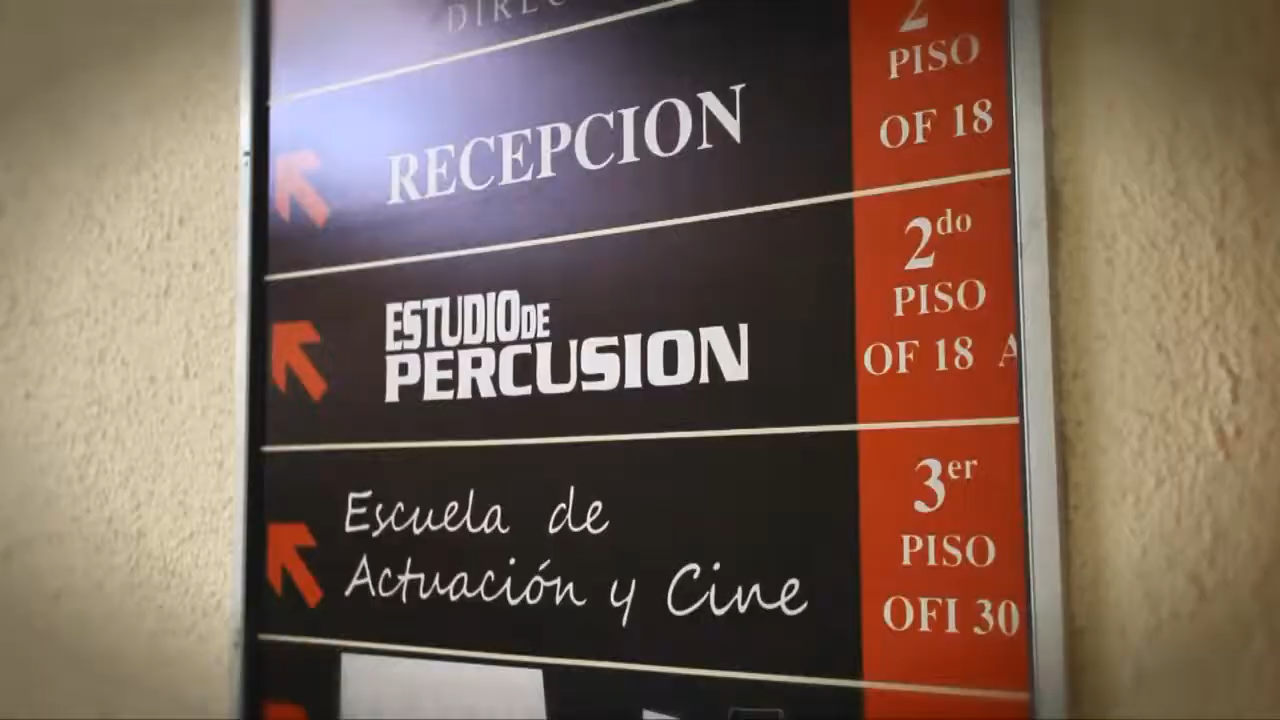 RECEPCION
2
PISO
OF 18
ESTUDIO DE
PERCUSION
2do
PISO
OF 18 A
Escuela de
Actuación y Cine
3er
PISO
OFI 30